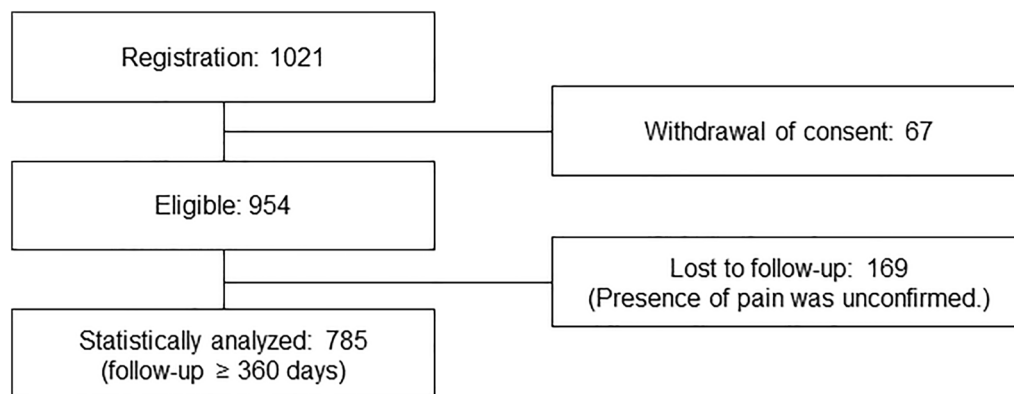 Registration: 1021
Withdrawal of consent: 67
Eligible: 954
Lost to follow-up: 169
(Presence of pain was unconfirmed.)
Statistically analyzed: 785
(follow-up ≥ 360 days)